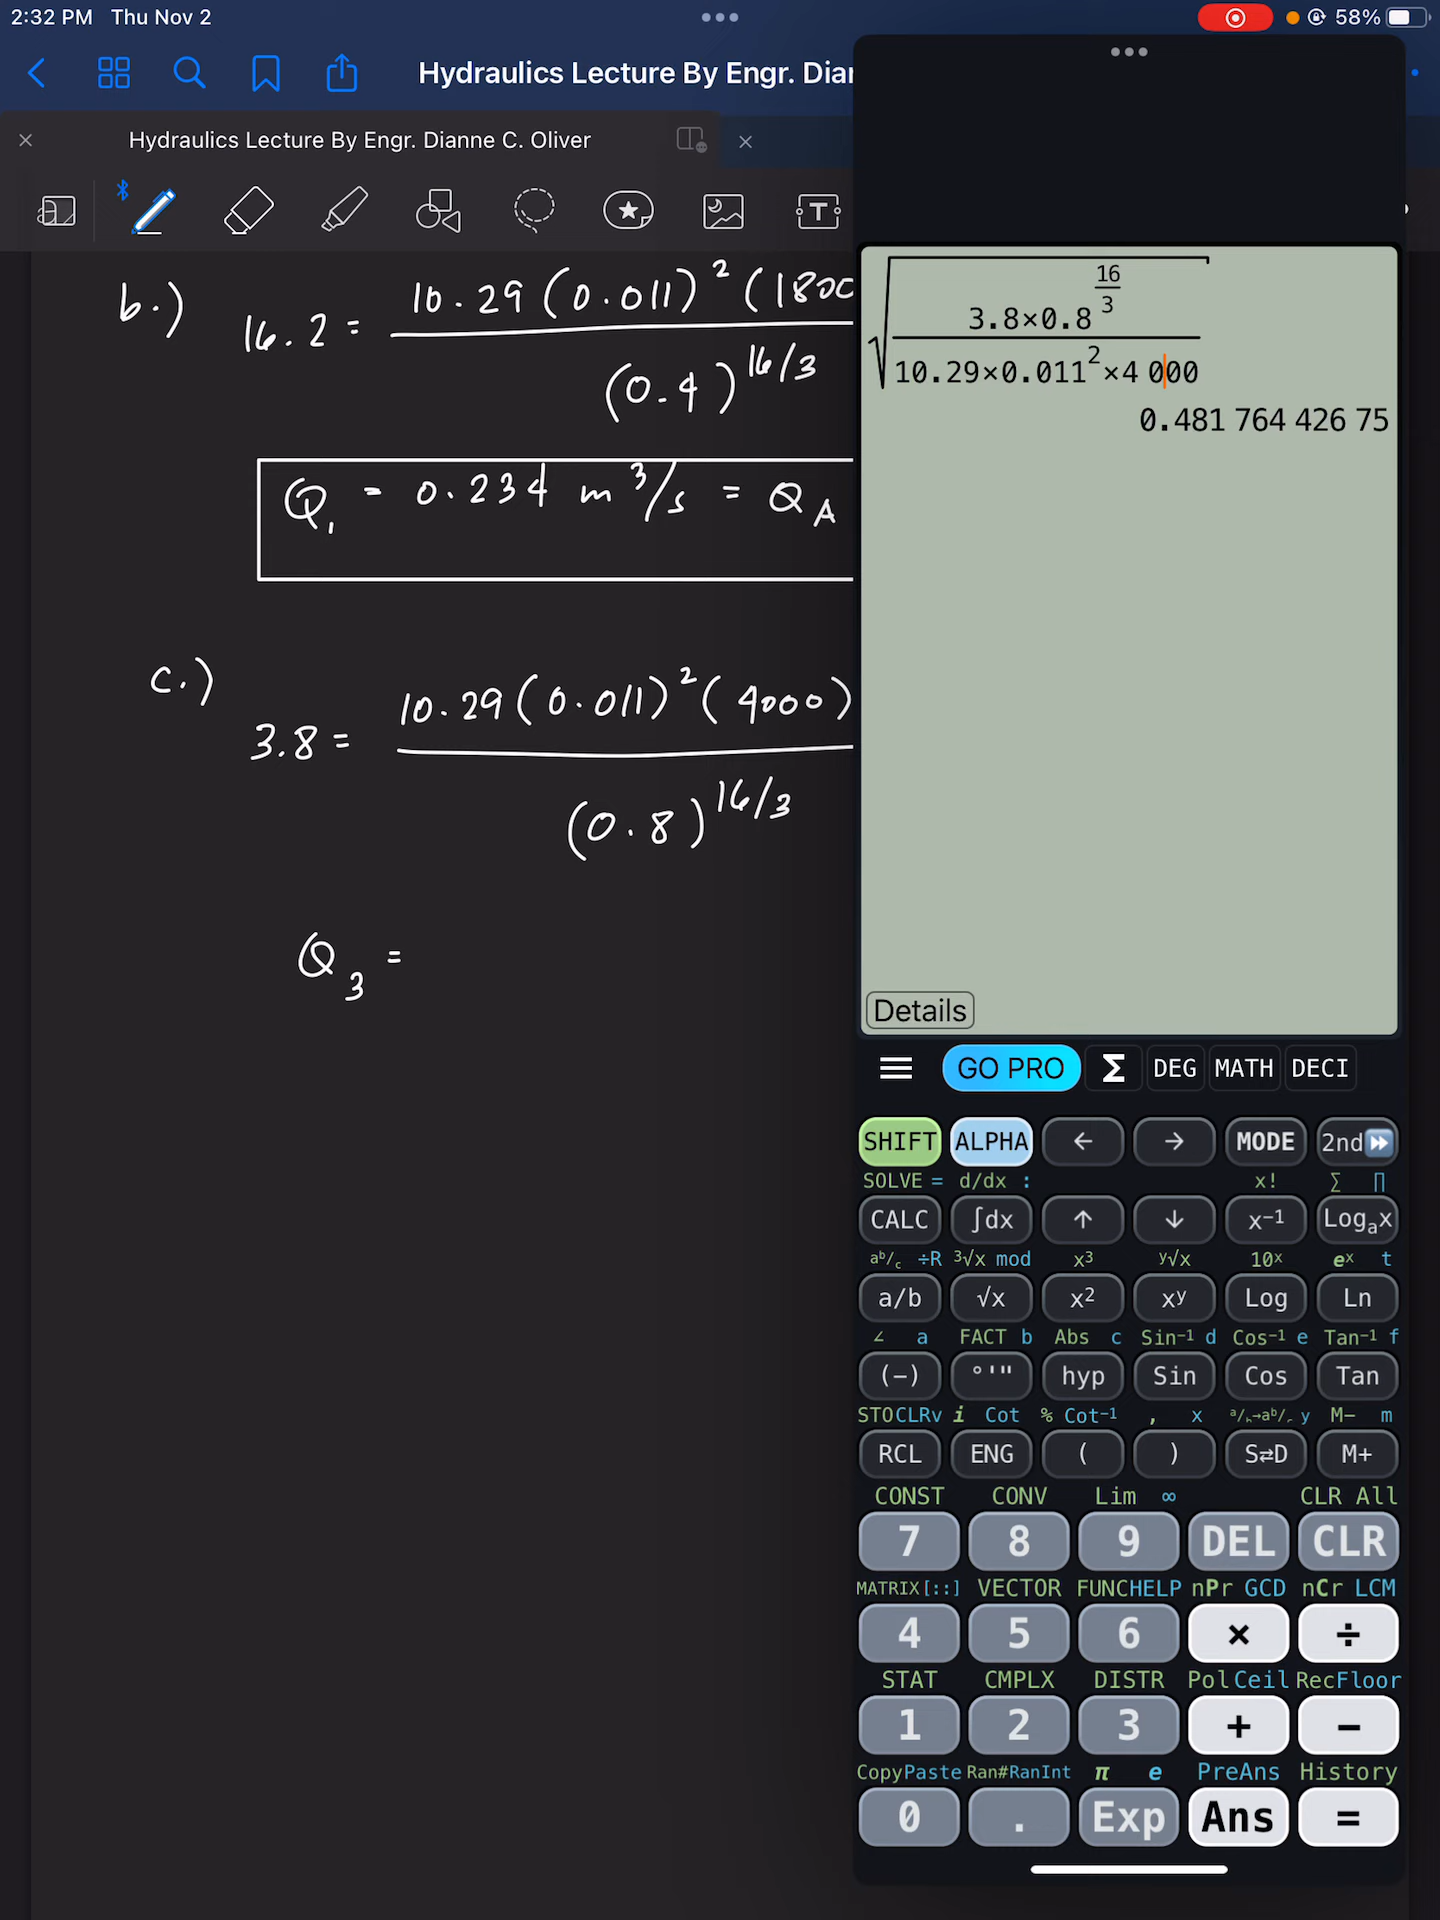 2:32 PM Thu Nov 2
58%
Hydraulics Lecture By Engr. Dian
Hydraulics Lecture By Engr. Dianne C. Oliver
b.) 16.2 = 10.29 (0.011)² (1800
(0.4)^16/3
Q₁ = 0.234 m³/s = Q_A
c.) 3.8 = 10.29 (0.011)² (4000)
(0.8)^16/3
Q₃ =
√ 3.8×0.8^16/3
10.29×0.011²×4 000
0.481 764 426 75
Details
GO PRO Σ DEG MATH DECI
SHIFT ALPHA ← → MODE 2nd
SOLVE = d/dx : x! ∑ ∏
CALC ∫dx ↑ ↓ x⁻¹ Logₐx
aᵇ/꜀ ÷R ³√x mod x³ ʸ√x 10ˣ eˣ t
a/b √x x² xʸ Log Ln
∠ a FACT b Abs c Sin⁻¹ d Cos⁻¹ e Tan⁻¹ f
(−) °'" hyp Sin Cos Tan
STO CLRv i Cot % Cot⁻¹ , x y M− m
RCL ENG ( ) S⇄D M+
CONST CONV Lim ∞ CLR All
7 8 9 DEL CLR
MATRIX [::] VECTOR FUNC HELP nPr GCD nCr LCM
4 5 6 × ÷
STAT CMPLX DISTR Pol Ceil Rec Floor
1 2 3 + −
Copy Paste Ran# RanInt π e PreAns History
0 . Exp Ans =